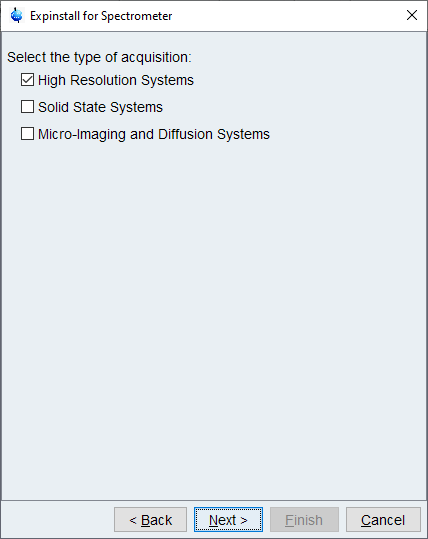 Expinstall for Spectrometer
Select the type of acquisition:
High Resolution Systems
Solid State Systems
Micro-Imaging and Diffusion Systems
< Back Next > Finish Cancel